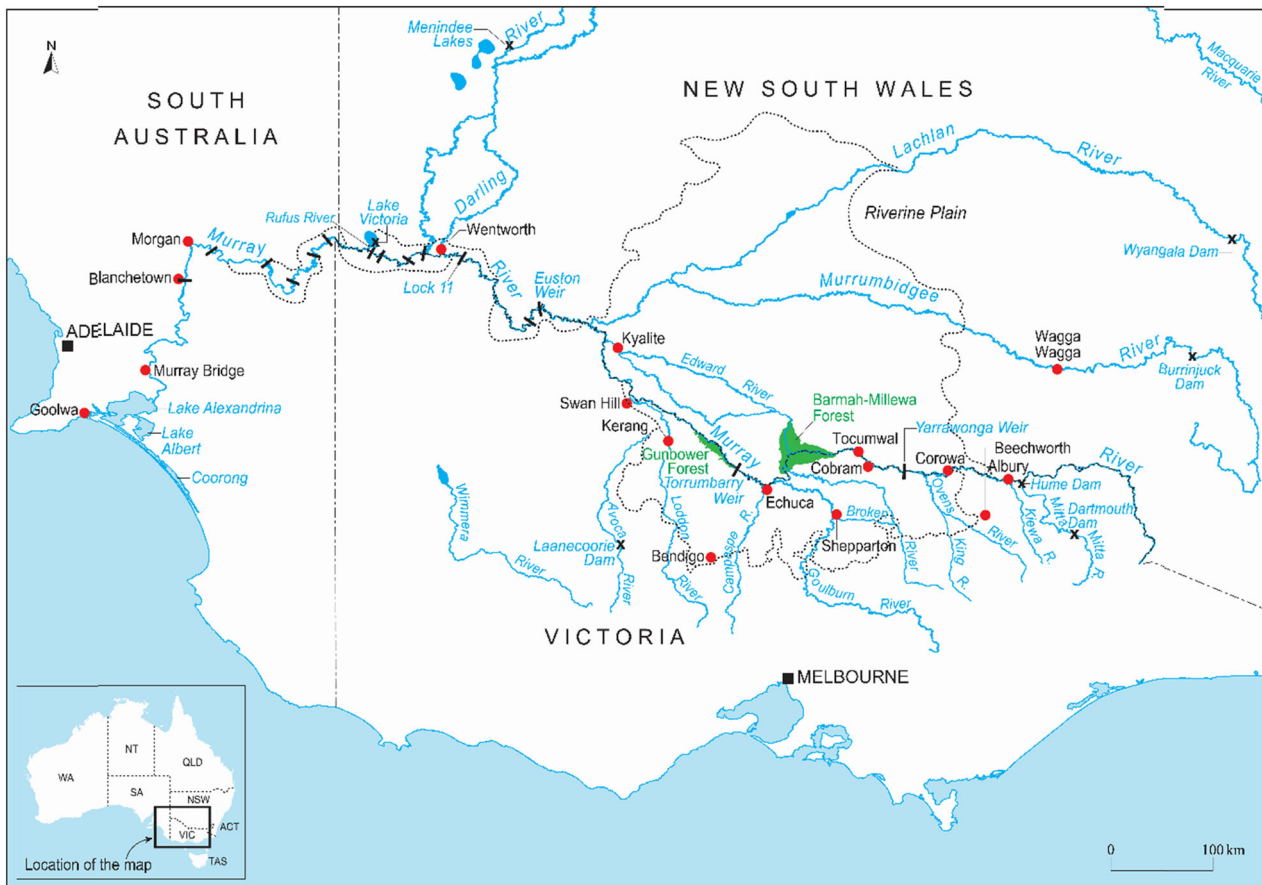 N
SOUTH
AUSTRALIA
NEW SOUTH WALES
VICTORIA
Menindee
Lakes
River
Macquarie
River
Lachlan
River
Riverine Plain
Wyangala Dam
Darling
Lake
Victoria
Rufus River
Wentworth
Morgan
Murray
River
Blanchetown
Lock 11
Euston
Weir
Murrumbidgee
River
Wagga
Wagga
Burrinjuck
Dam
ADELAIDE
Murray Bridge
Goolwa
Lake Alexandrina
Lake
Albert
Coorong
Kyalite
Edward
River
Swan Hill
Kerang
Barmah-Millewa
Forest
Gunbower
Forest
Murray
Torrumbarry
Weir
Tocumwal
Cobram
Yarrawonga Weir
Corowa
Beechworth
Albury
River
Hume Dam
Dartmouth
Dam
Mitta
Mitta
R.
Kiewa
R.
Ovens
River
King
R.
Echuca
Broken
River
Shepparton
Goulburn
River
Campaspe
R.
Bendigo
Loddon
River
Avoca
River
Laanecoorie
Dam
Wimmera
River
MELBOURNE
WA
NT
SA
QLD
NSW
ACT
VIC
TAS
Location of the map
0 100 km